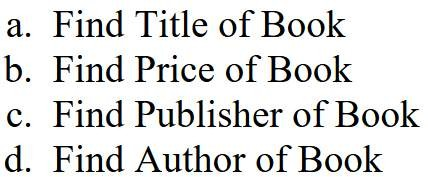 a. Find Title of Book
b. Find Price of Book
c. Find Publisher of Book
d. Find Author of Book